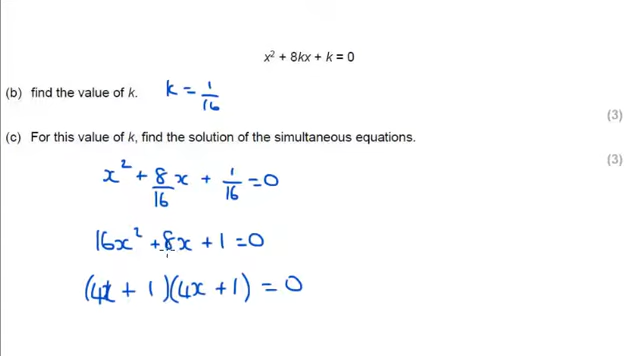 x² + 8kx + k = 0
(b) find the value of k. k = 1/16
(3)
(c) For this value of k, find the solution of the simultaneous equations.
(3)
x² + 8/16 x + 1/16 = 0
16x² + 8x + 1 = 0
(4x + 1)(4x + 1) = 0